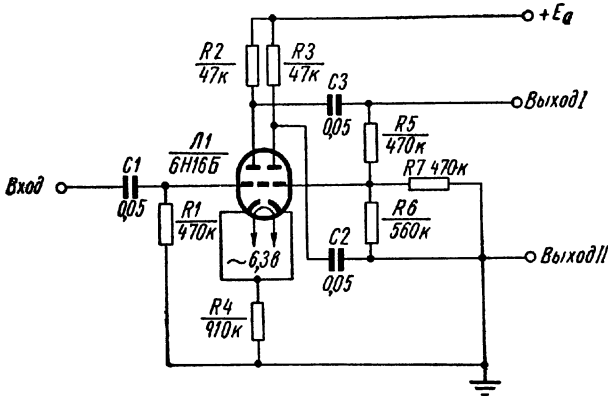 +Eа
R2
47к
R3
47к
C3
0,05
Выход I
Л1
6Н16Б
R5
470к
R7 470к
C1
0,05
Вход
R1
470к
R6
560к
~6,3в
C2
0,05
Выход II
R4
910к